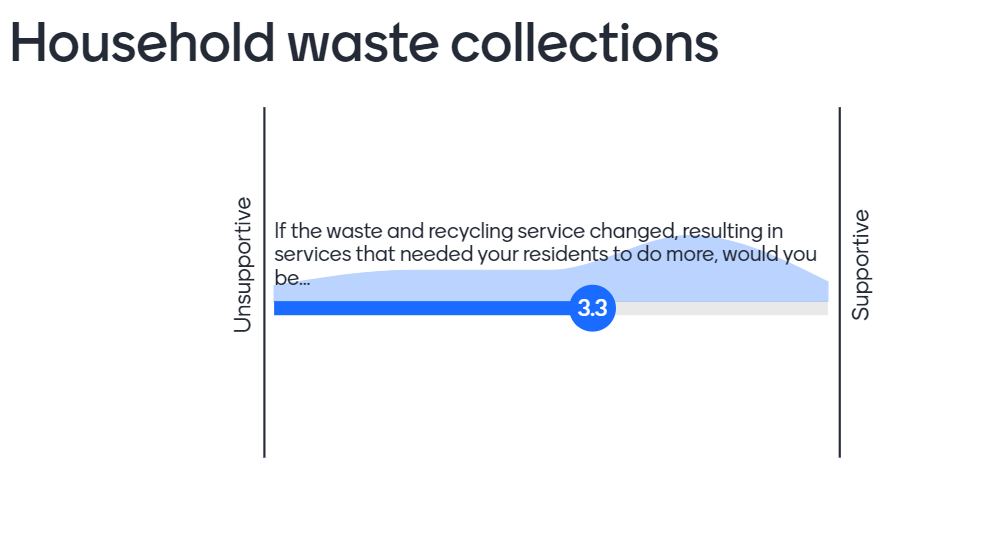 Household waste collections
Unsupportive
If the waste and recycling service changed, resulting in
services that needed your residents to do more, would you
be...
3.3
Supportive